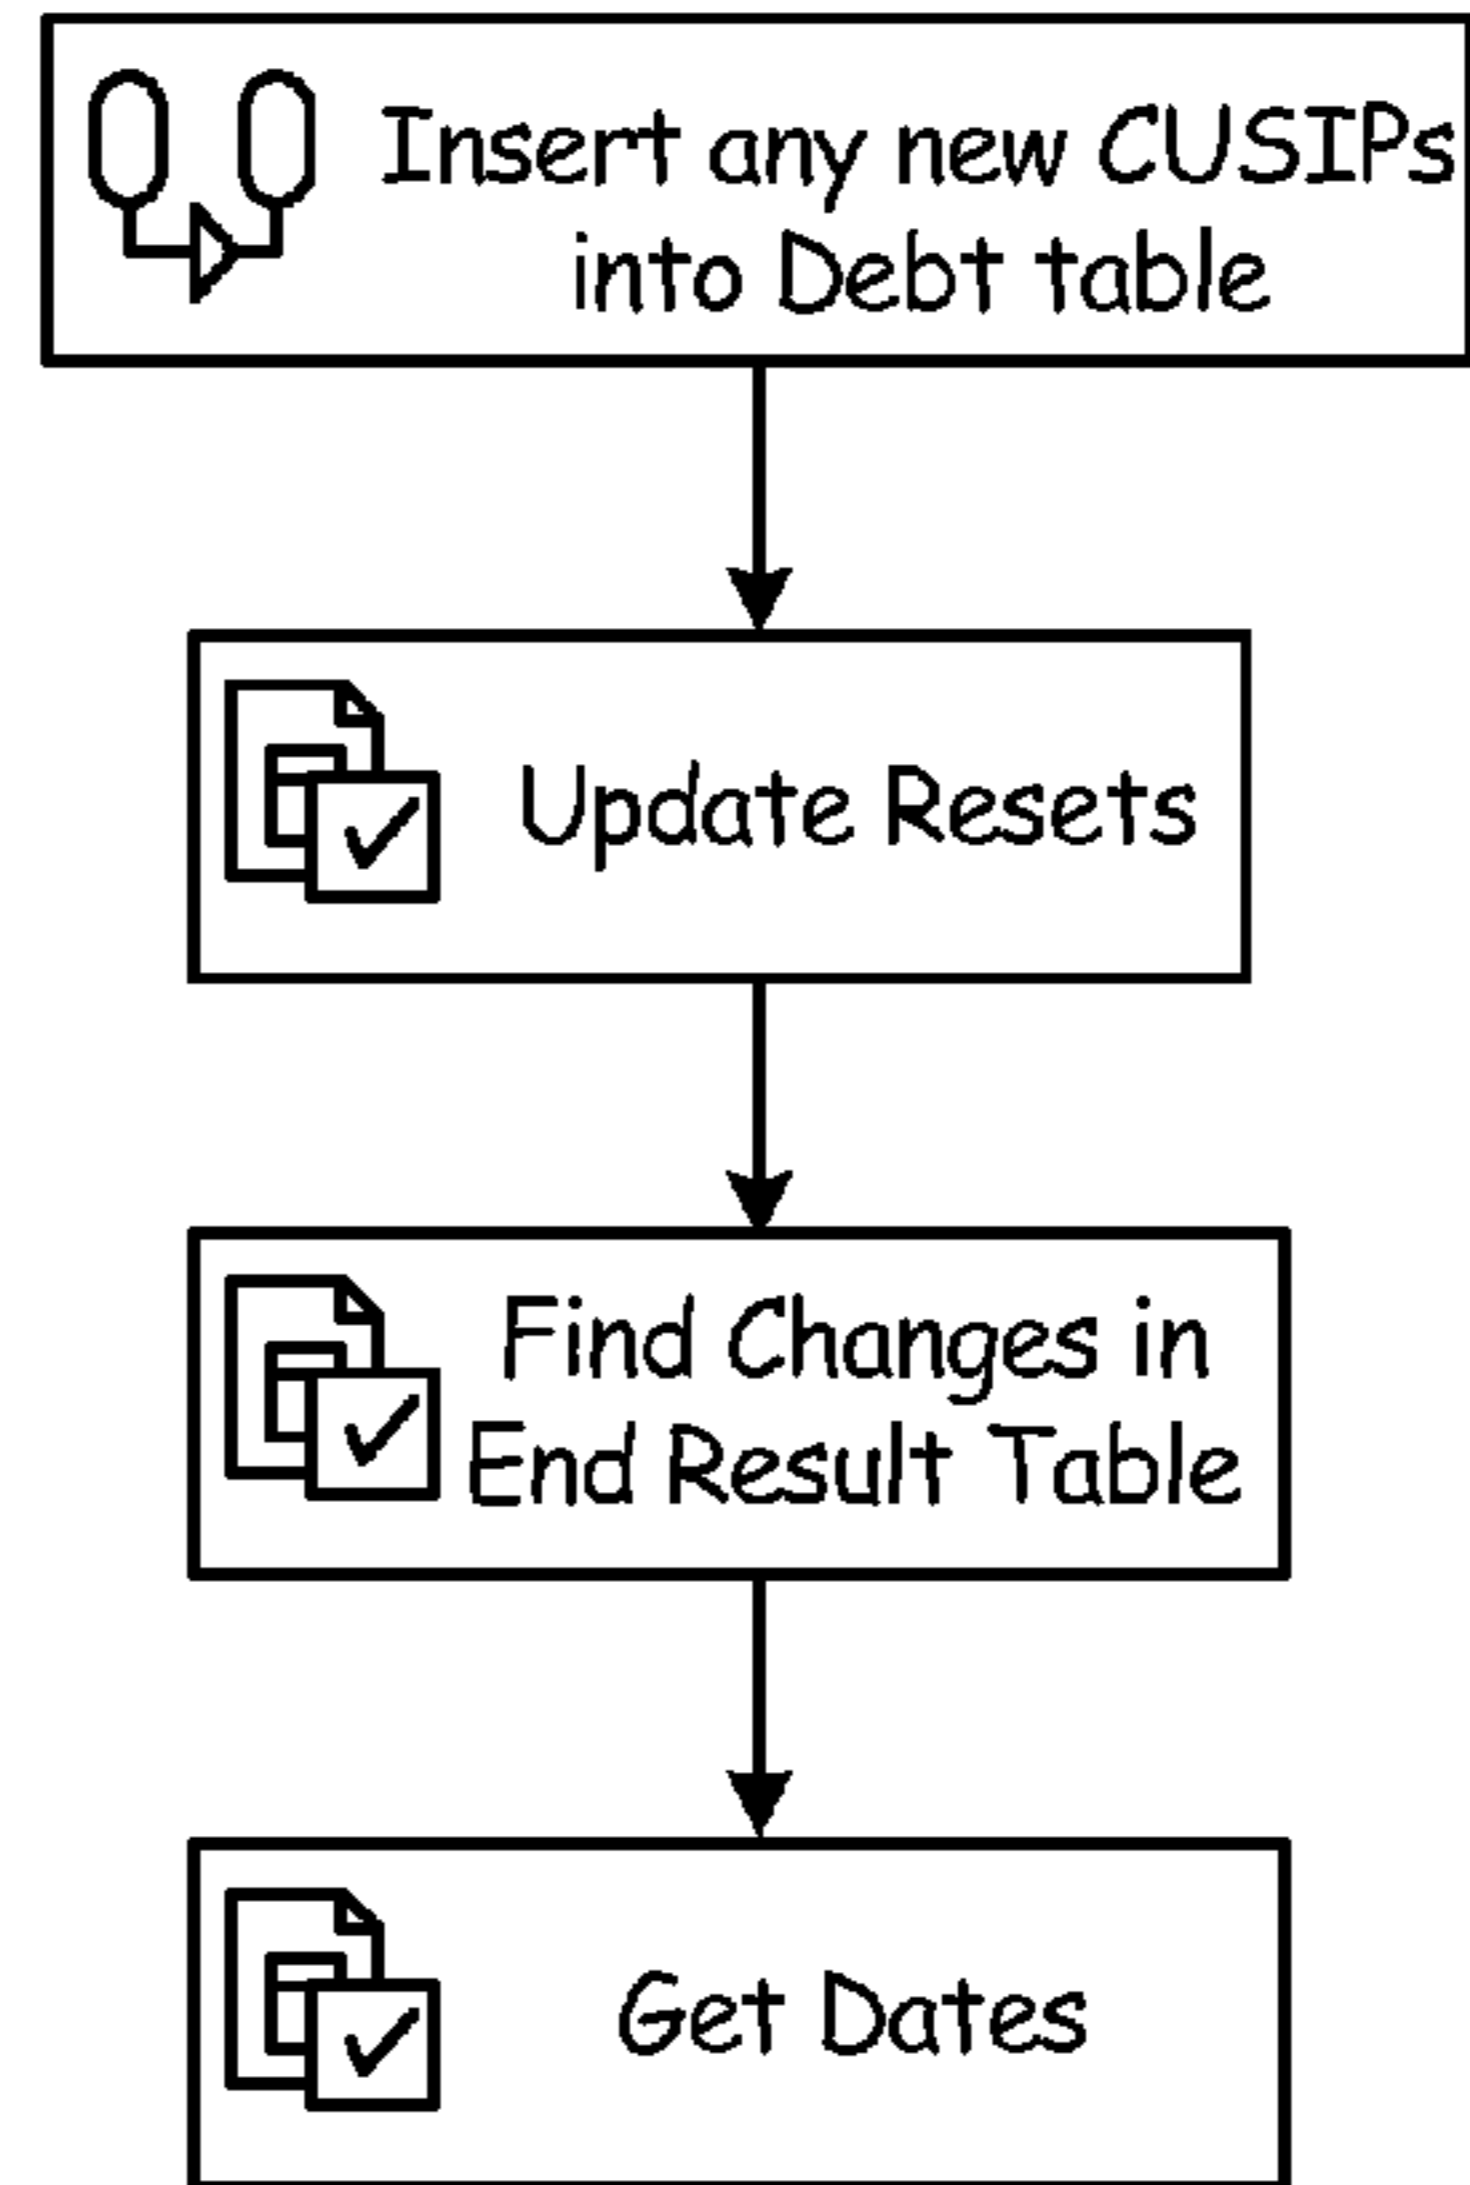 Insert any new CUSIPs
into Debt table
Update Resets
Find Changes in
End Result Table
Get Dates